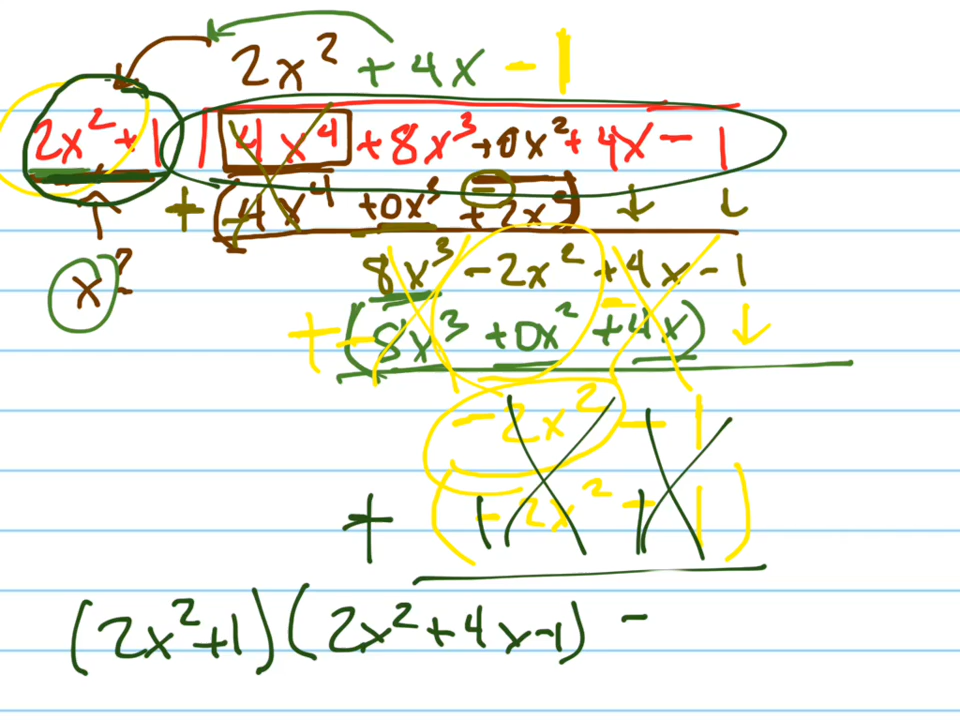 2x² + 4x - 1
2x² + 1 | 4x⁴ + 8x³ + 0x² + 4x - 1
+ (4x⁴ + 0x³ + 2x²) ↓ ↓
x? 8x³ - 2x² + 4x - 1
+ (8x³ + 0x² + 4x) ↓
- 2x² - 1
+ (- 2x² - 1)
(2x² + 1)(2x² + 4x - 1) =